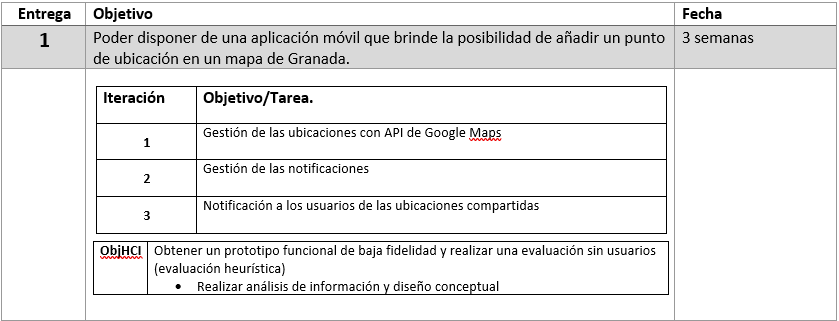 Entrega Objetivo Fecha
1 Poder disponer de una aplicación móvil que brinde la posibilidad de añadir un punto 3 semanas
de ubicación en un mapa de Granada.
Iteración Objetivo/Tarea.
1 Gestión de las ubicaciones con API de Google Maps
2 Gestión de las notificaciones
3 Notificación a los usuarios de las ubicaciones compartidas
ObjHCI Obtener un prototipo funcional de baja fidelidad y realizar una evaluación sin usuarios
(evaluación heurística)
• Realizar análisis de información y diseño conceptual